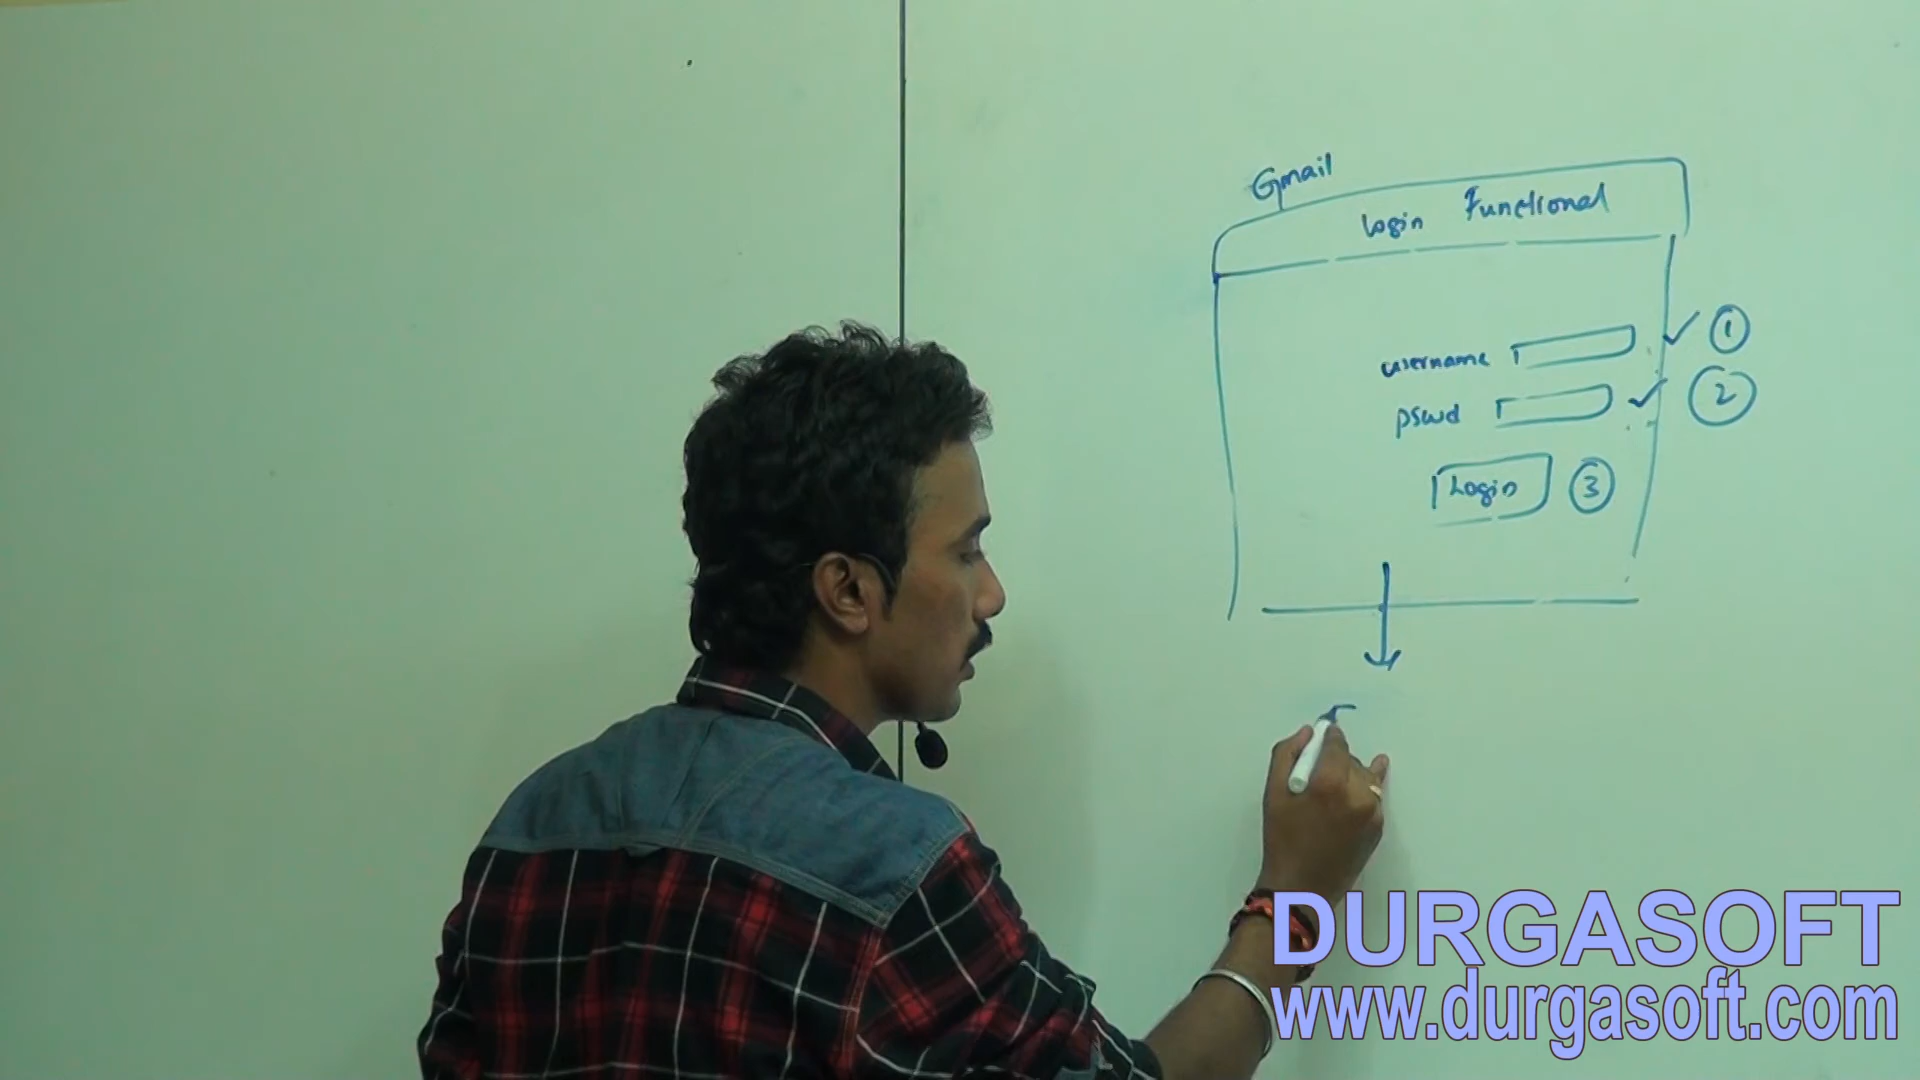 Gmail
Login Functional
username ✓ ①
pswd ✓ ②
Login ③
DURGASOFT
www.durgasoft.com